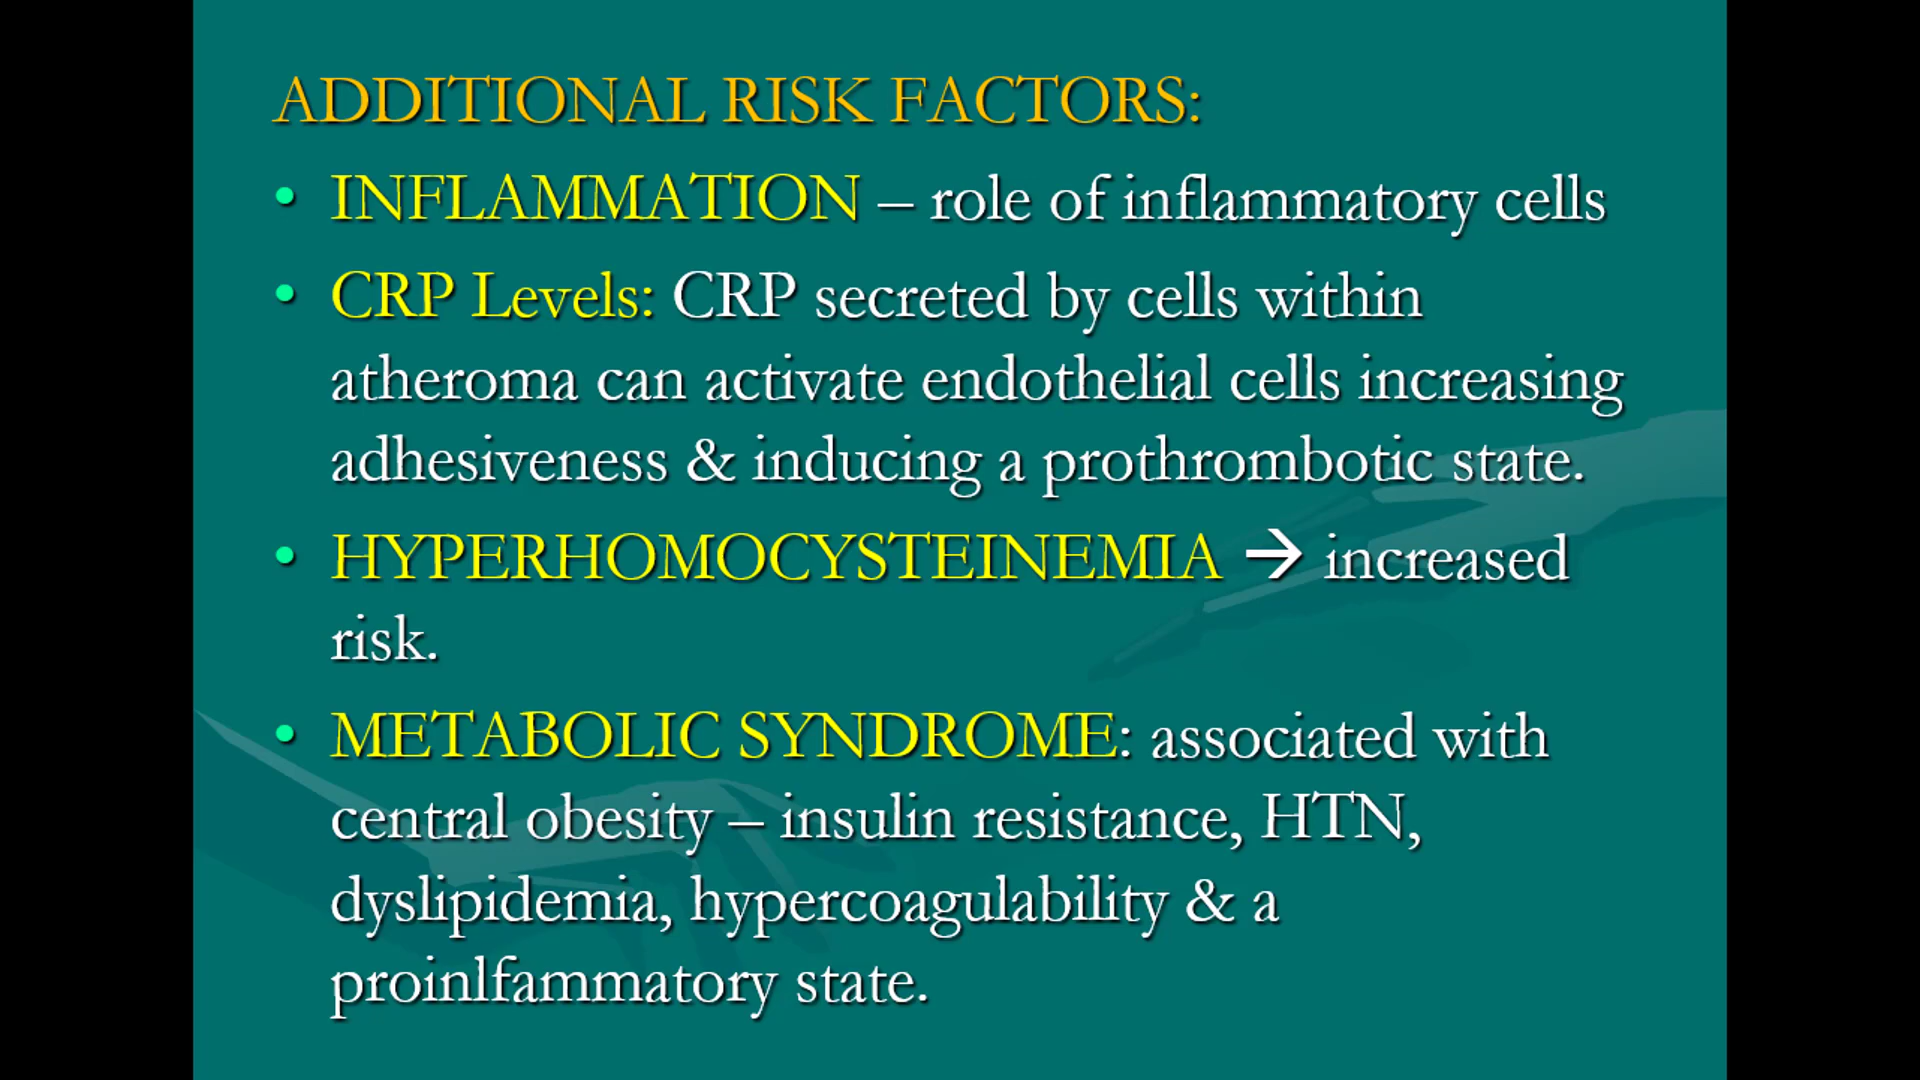 ADDITIONAL RISK FACTORS:
• INFLAMMATION – role of inflammatory cells
• CRP Levels: CRP secreted by cells within
atheroma can activate endothelial cells increasing
adhesiveness & inducing a prothrombotic state.
• HYPERHOMOCYSTEINEMIA → increased
risk.
• METABOLIC SYNDROME: associated with
central obesity – insulin resistance, HTN,
dyslipidemia, hypercoagulability & a
proinlfammatory state.